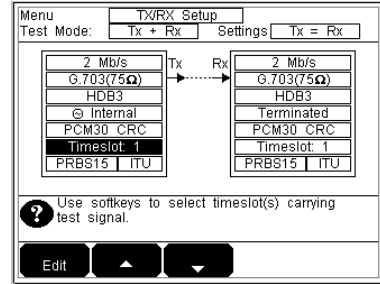 Menu TX/RX Setup
Test Mode: Tx + Rx Settings Tx = Rx
2 Mb/s Tx Rx 2 Mb/s
G.703(75Ω) G.703(75Ω)
HDB3 HDB3
Internal Terminated
PCM30 CRC PCM30 CRC
Timeslot: 1 Timeslot: 1
PRBS15 ITU PRBS15 ITU
? Use softkeys to select timeslot(s) carrying
test signal.
Edit